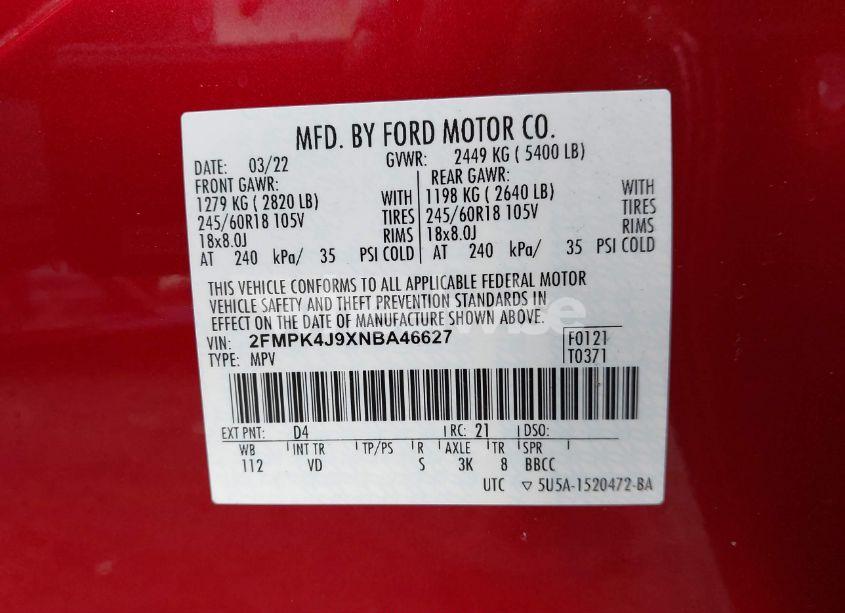 MFD. BY FORD MOTOR CO.
DATE: 03/22 GVWR: 2449 KG ( 5400 LB)
FRONT GAWR: REAR GAWR:
1279 KG ( 2820 LB) WITH 1198 KG ( 2640 LB) WITH
245/60R18 105V TIRES 245/60R18 105V TIRES
18x8.0J RIMS 18x8.0J RIMS
AT 240 kPa/ 35 PSI COLD AT 240 kPa/ 35 PSI COLD
THIS VEHICLE CONFORMS TO ALL APPLICABLE FEDERAL MOTOR
VEHICLE SAFETY AND THEFT PREVENTION STANDARDS IN
EFFECT ON THE DATE OF MANUFACTURE SHOWN ABOVE.
VIN: 2FMPK4J9XNBA46627 F0121
TYPE: MPV T0371
EXT PNT: D4 RC: 21 DSO:
WB INT TR TP/PS R AXLE TR SPR
112 VD S 3K 8 BBCC
UTC ▽ 5U5A-1520472-BA